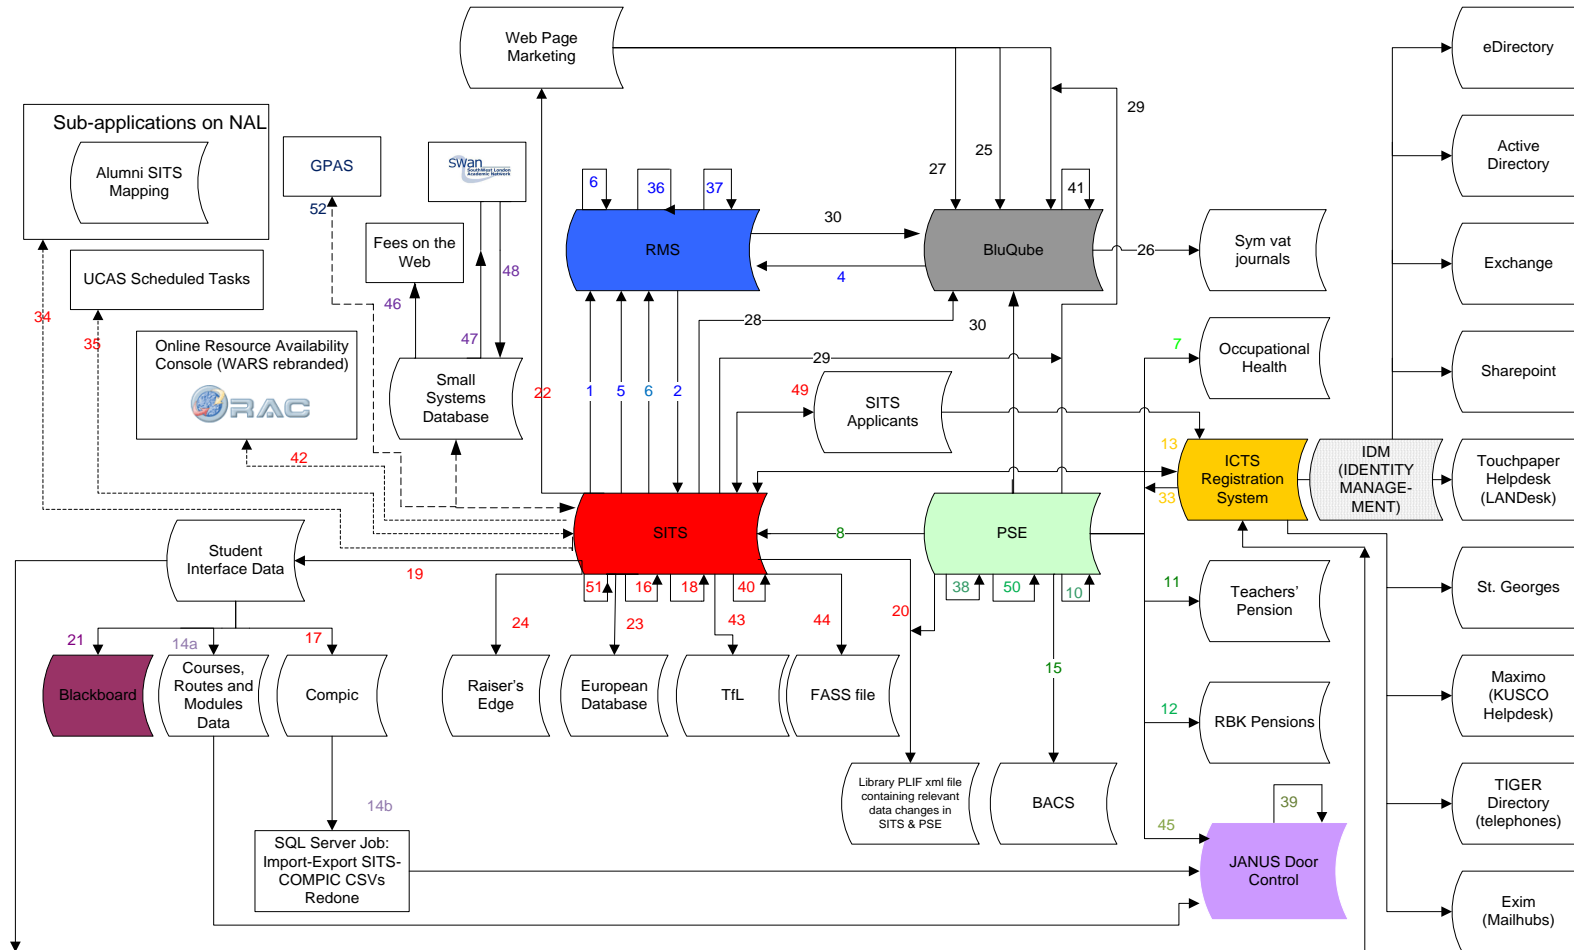 Web Page
Marketing
eDirectory
29
Sub-applications on NAL
Alumni SITS
Mapping
GPAS
52
swan
SouthWest London
Academic Network
27
25
Active
Directory
6
36
37
41
RMS
30
BluQube
26
Sym vat
journals
4
Fees on the
Web
48
46
47
UCAS Scheduled Tasks
Exchange
34
35
28
30
Online Resource Availability
Console (WARS rebranded)
ORAC
42
Small
Systems
Database
22
1
5
6
2
29
7
Occupational
Health
Sharepoint
49
SITS
Applicants
13
ICTS
Registration
System
33
IDM
(IDENTITY
MANAGE-
MENT)
Touchpaper
Helpdesk
(LANDesk)
SITS
8
PSE
Student
Interface Data
19
51
16
18
40
38
50
10
11
Teachers’
Pension
St. Georges
24
23
43
44
20
21
14a
17
Blackboard
Courses,
Routes and
Modules
Data
Compic
Raiser’s
Edge
European
Database
TfL
FASS file
15
12
RBK Pensions
Maximo
(KUSCO
Helpdesk)
Library PLIF xml file
containing relevant
data changes in
SITS & PSE
BACS
14b
39
45
TIGER
Directory
(telephones)
SQL Server Job:
Import-Export SITS-
COMPIC CSVs
Redone
JANUS Door
Control
Exim
(Mailhubs)